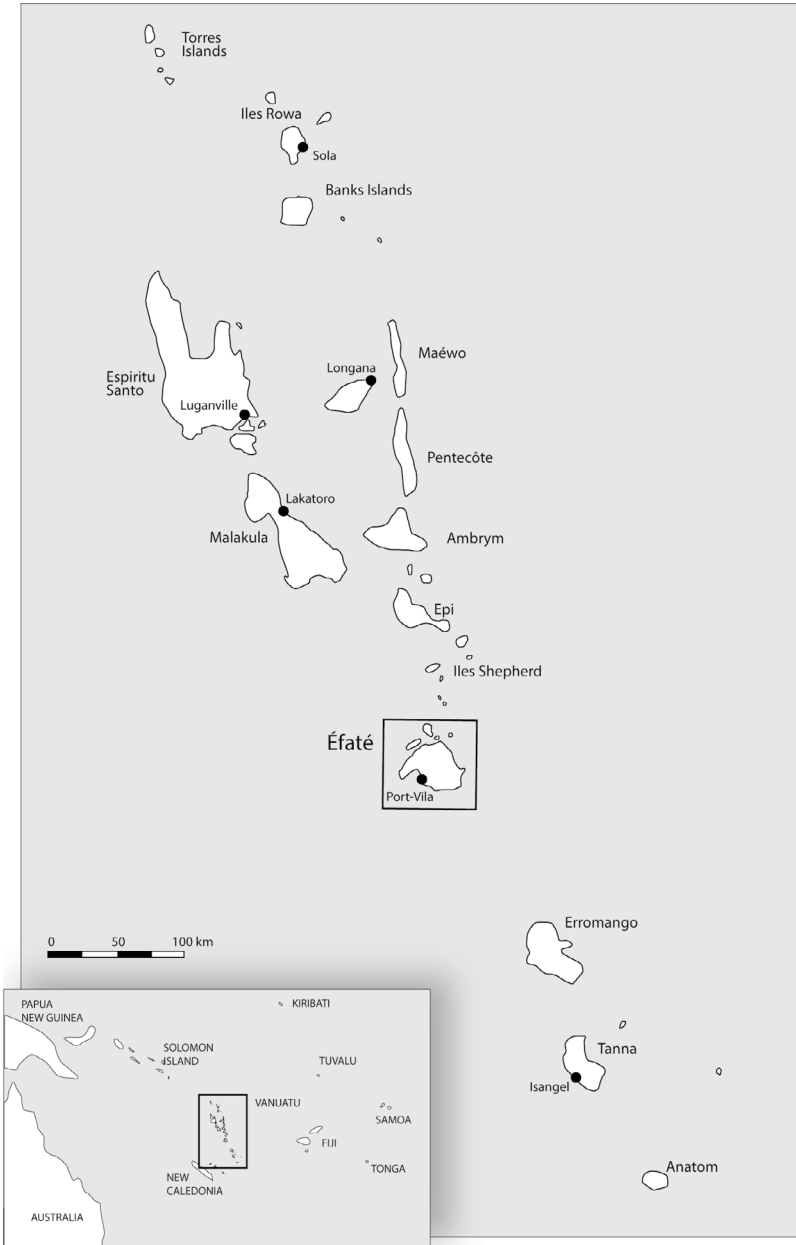 Torres
Islands
Iles Rowa
Sola
Banks Islands
Maéwo
Longana
Espiritu
Santo
Luganville
Pentecôte
Lakatoro
Malakula
Ambrym
Epi
Iles Shepherd
Éfaté
Port-Vila
Erromango
0 50 100 km
Tanna
Isangel
Anatom
PAPUA
NEW GUINEA
KIRIBATI
SOLOMON
ISLAND
TUVALU
VANUATU
SAMOA
FIJI
TONGA
NEW
CALEDONIA
AUSTRALIA